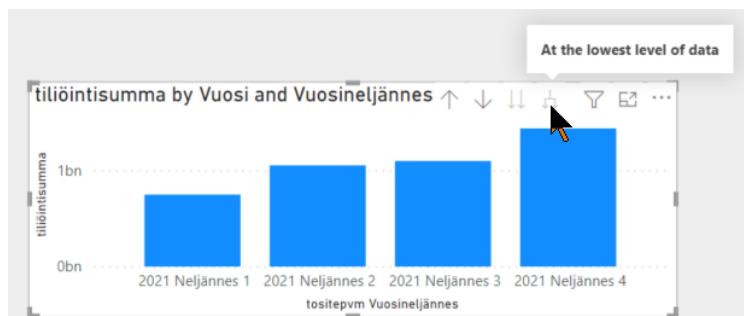 At the lowest level of data
tiliöintisumma by Vuosi and Vuosineljännes
tiliöintisumma
1bn
0bn
2021 Neljännes 1 2021 Neljännes 2 2021 Neljännes 3 2021 Neljännes 4
tositepvm Vuosineljännes